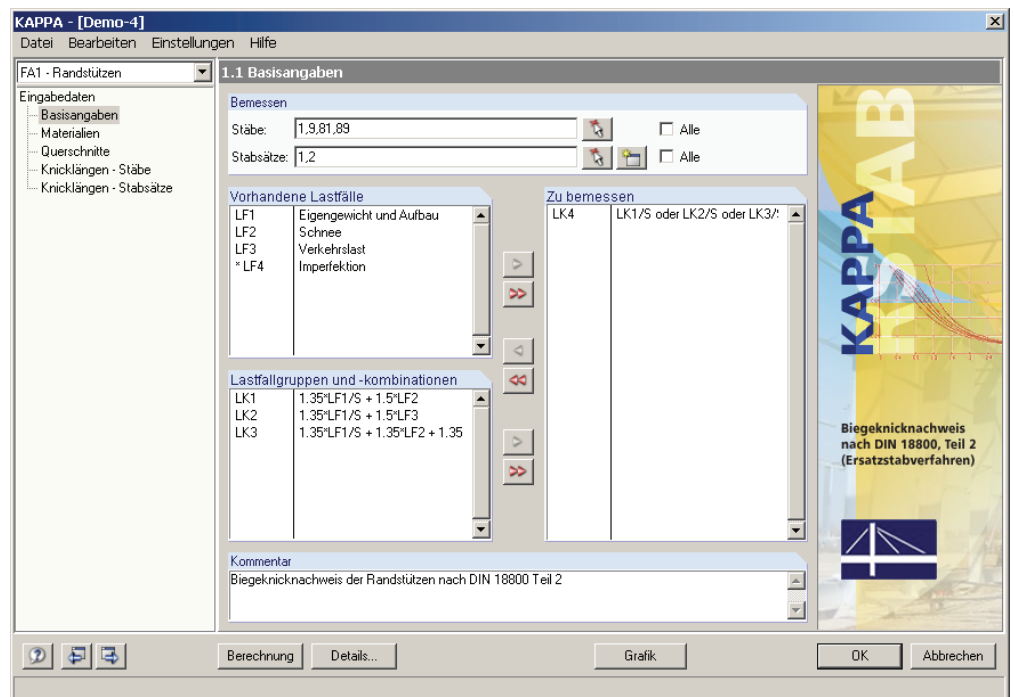 KAPPA - [Demo-4]
Datei Bearbeiten Einstellungen Hilfe
FA1 - Randstützen
1.1 Basisangaben
Eingabedaten
Basisangaben
Materialien
Querschnitte
Knicklängen - Stäbe
Knicklängen - Stabsätze
Bemessen
Stäbe: 1,9,81,89 Alle
Stabsätze: 1,2 Alle
Vorhandene Lastfälle
LF1 Eigengewicht und Aufbau
LF2 Schnee
LF3 Verkehrslast
* LF4 Imperfektion
Zu bemessen
LK4 LK1/S oder LK2/S oder LK3/
Lastfallgruppen und -kombinationen
LK1 1.35*LF1/S + 1.5*LF2
LK2 1.35*LF1/S + 1.5*LF3
LK3 1.35*LF1/S + 1.35*LF2 + 1.35
Kommentar
Biegeknicknachweis der Randstützen nach DIN 18800 Teil 2
KAPPA
RSTAB
Biegeknicknachweis
nach DIN 18800, Teil 2
(Ersatzstabverfahren)
Berechnung Details... Grafik OK Abbrechen